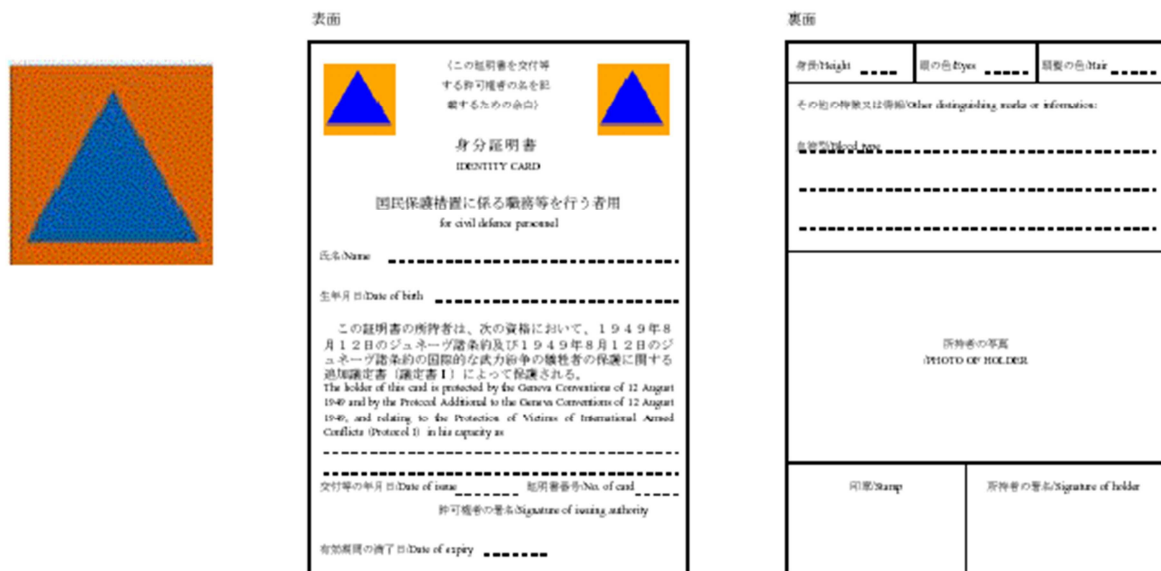 表面
(この証明書を交付等
する許可権者の名を記
載するための余白)
身分証明書
IDENTITY CARD
国民保護措置に係る職務等を行う者用
for civil defence personnel
氏名/Name
生年月日/Date of birth
この証明書の所持者は、次の資格において、1949年8
月12日のジュネーヴ諸条約及び1949年8月12日のジ
ュネーヴ諸条約の国際的な武力紛争の犠牲者の保護に関する
追加議定書(議定書I)によって保護される。
The holder of this card is protected by the Geneva Conventions of 12 August
1949 and by the Protocol Additional to the Geneva Conventions of 12 August
1949, and relating to the Protection of Victims of International Armed
Conflicts (Protocol I) in his capacity as
交付等の年月日/Date of issue 証明書番号/No. of card
許可権者の署名/Signature of issuing authority
有効期間の満了日/Date of expiry
裏面
身長/Height 眼の色/Eyes 頭髪の色/Hair
その他の特徴又は情報/Other distinguishing marks or information:
血液型/Blood type
所持者の写真
/PHOTO OF HOLDER
印章/Stamp 所持者の署名/Signature of holder